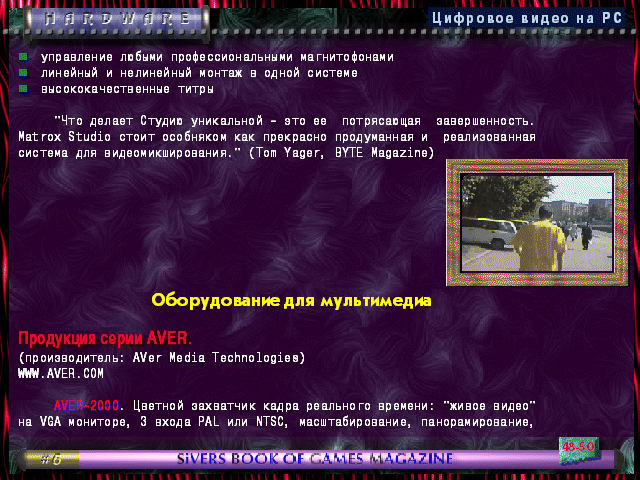 HARDWARE
Цифровое видео на PC
управление любыми профессиональными магнитофонами
линейный и нелинейный монтаж в одной системе
высококачественные титры
"Что делает Студию уникальной - это ее потрясающая завершенность.
Matrox Studio стоит особняком как прекрасно продуманная и реализованная
система для видеомикширования." (Tom Yager, BYTE Magazine)
Оборудование для мультимедиа
Продукция серии AVER.
(производитель: AVer Media Technologies)
WWW.AVER.COM
AVER-2000. Цветной захватчик кадра реального времени: "живое видео"
на VGA мониторе, 3 входа PAL или NTSC, масштабирование, панорамирование,
#6
SiVERS BOOK OF GAMES MAGAZINE
48-50